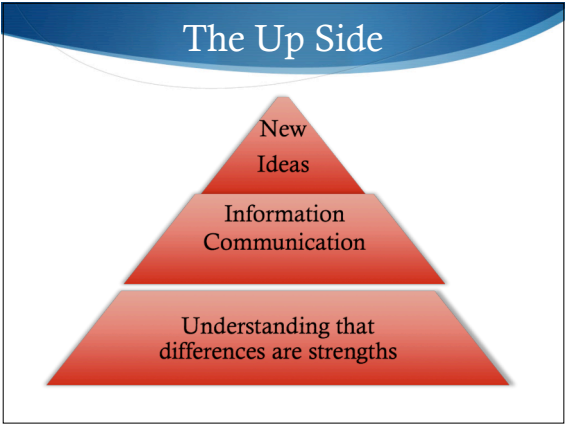 The Up Side
New
Ideas
Information
Communication
Understanding that
differences are strengths